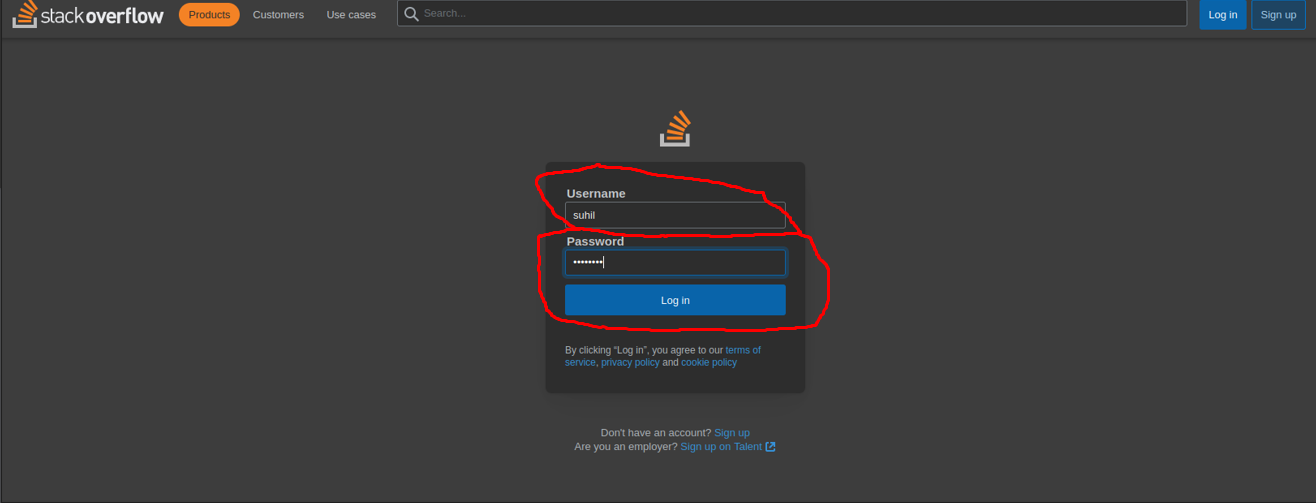 stackoverflow Products Customers Use cases Search... Log in Sign up
Username
suhil
Password
••••••••
Log in
By clicking “Log in”, you agree to our terms of
service, privacy policy and cookie policy
Don't have an account? Sign up
Are you an employer? Sign up on Talent